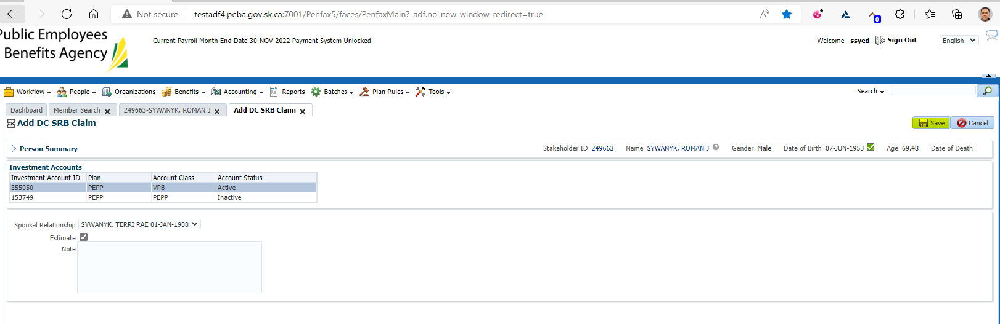 Not secure | testadf4.peba.gov.sk.ca:7001/Penfax5/faces/PenfaxMain?_adf.no-new-window-redirect=true
0
Public Employees
Benefits Agency
Current Payroll Month End Date 30-NOV-2022 Payment System Unlocked
Welcome ssyed Sign Out English
Workflow People Organizations Benefits Accounting Reports Batches Plan Rules Tools Search
Dashboard Member Search 249663-SYWANYK, ROMAN J Add DC SRB Claim
Add DC SRB Claim Save Cancel
Person Summary Stakeholder ID 249663 Name SYWANYK, ROMAN J Gender Male Date of Birth 07-JUN-1953 Age 69.48 Date of Death
Investment Accounts
Investment Account ID Plan Account Class Account Status
355050 PEPP VPB Active
153749 PEPP PEPP Inactive
Spousal Relationship SYWANYK, TERRI RAE 01-JAN-1900
Estimate
Note